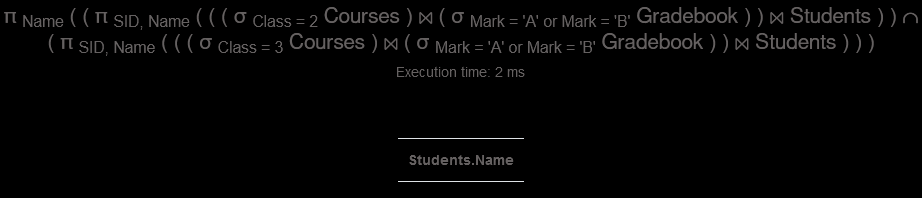 π Name ( ( π SID, Name ( ( ( σ Class = 2 Courses ) ⋈ ( σ Mark = 'A' or Mark = 'B' Gradebook ) ) ⋈ Students ) ) ∩
( π SID, Name ( ( ( σ Class = 3 Courses ) ⋈ ( σ Mark = 'A' or Mark = 'B' Gradebook ) ) ⋈ Students ) ) )
Execution time: 2 ms
Students.Name